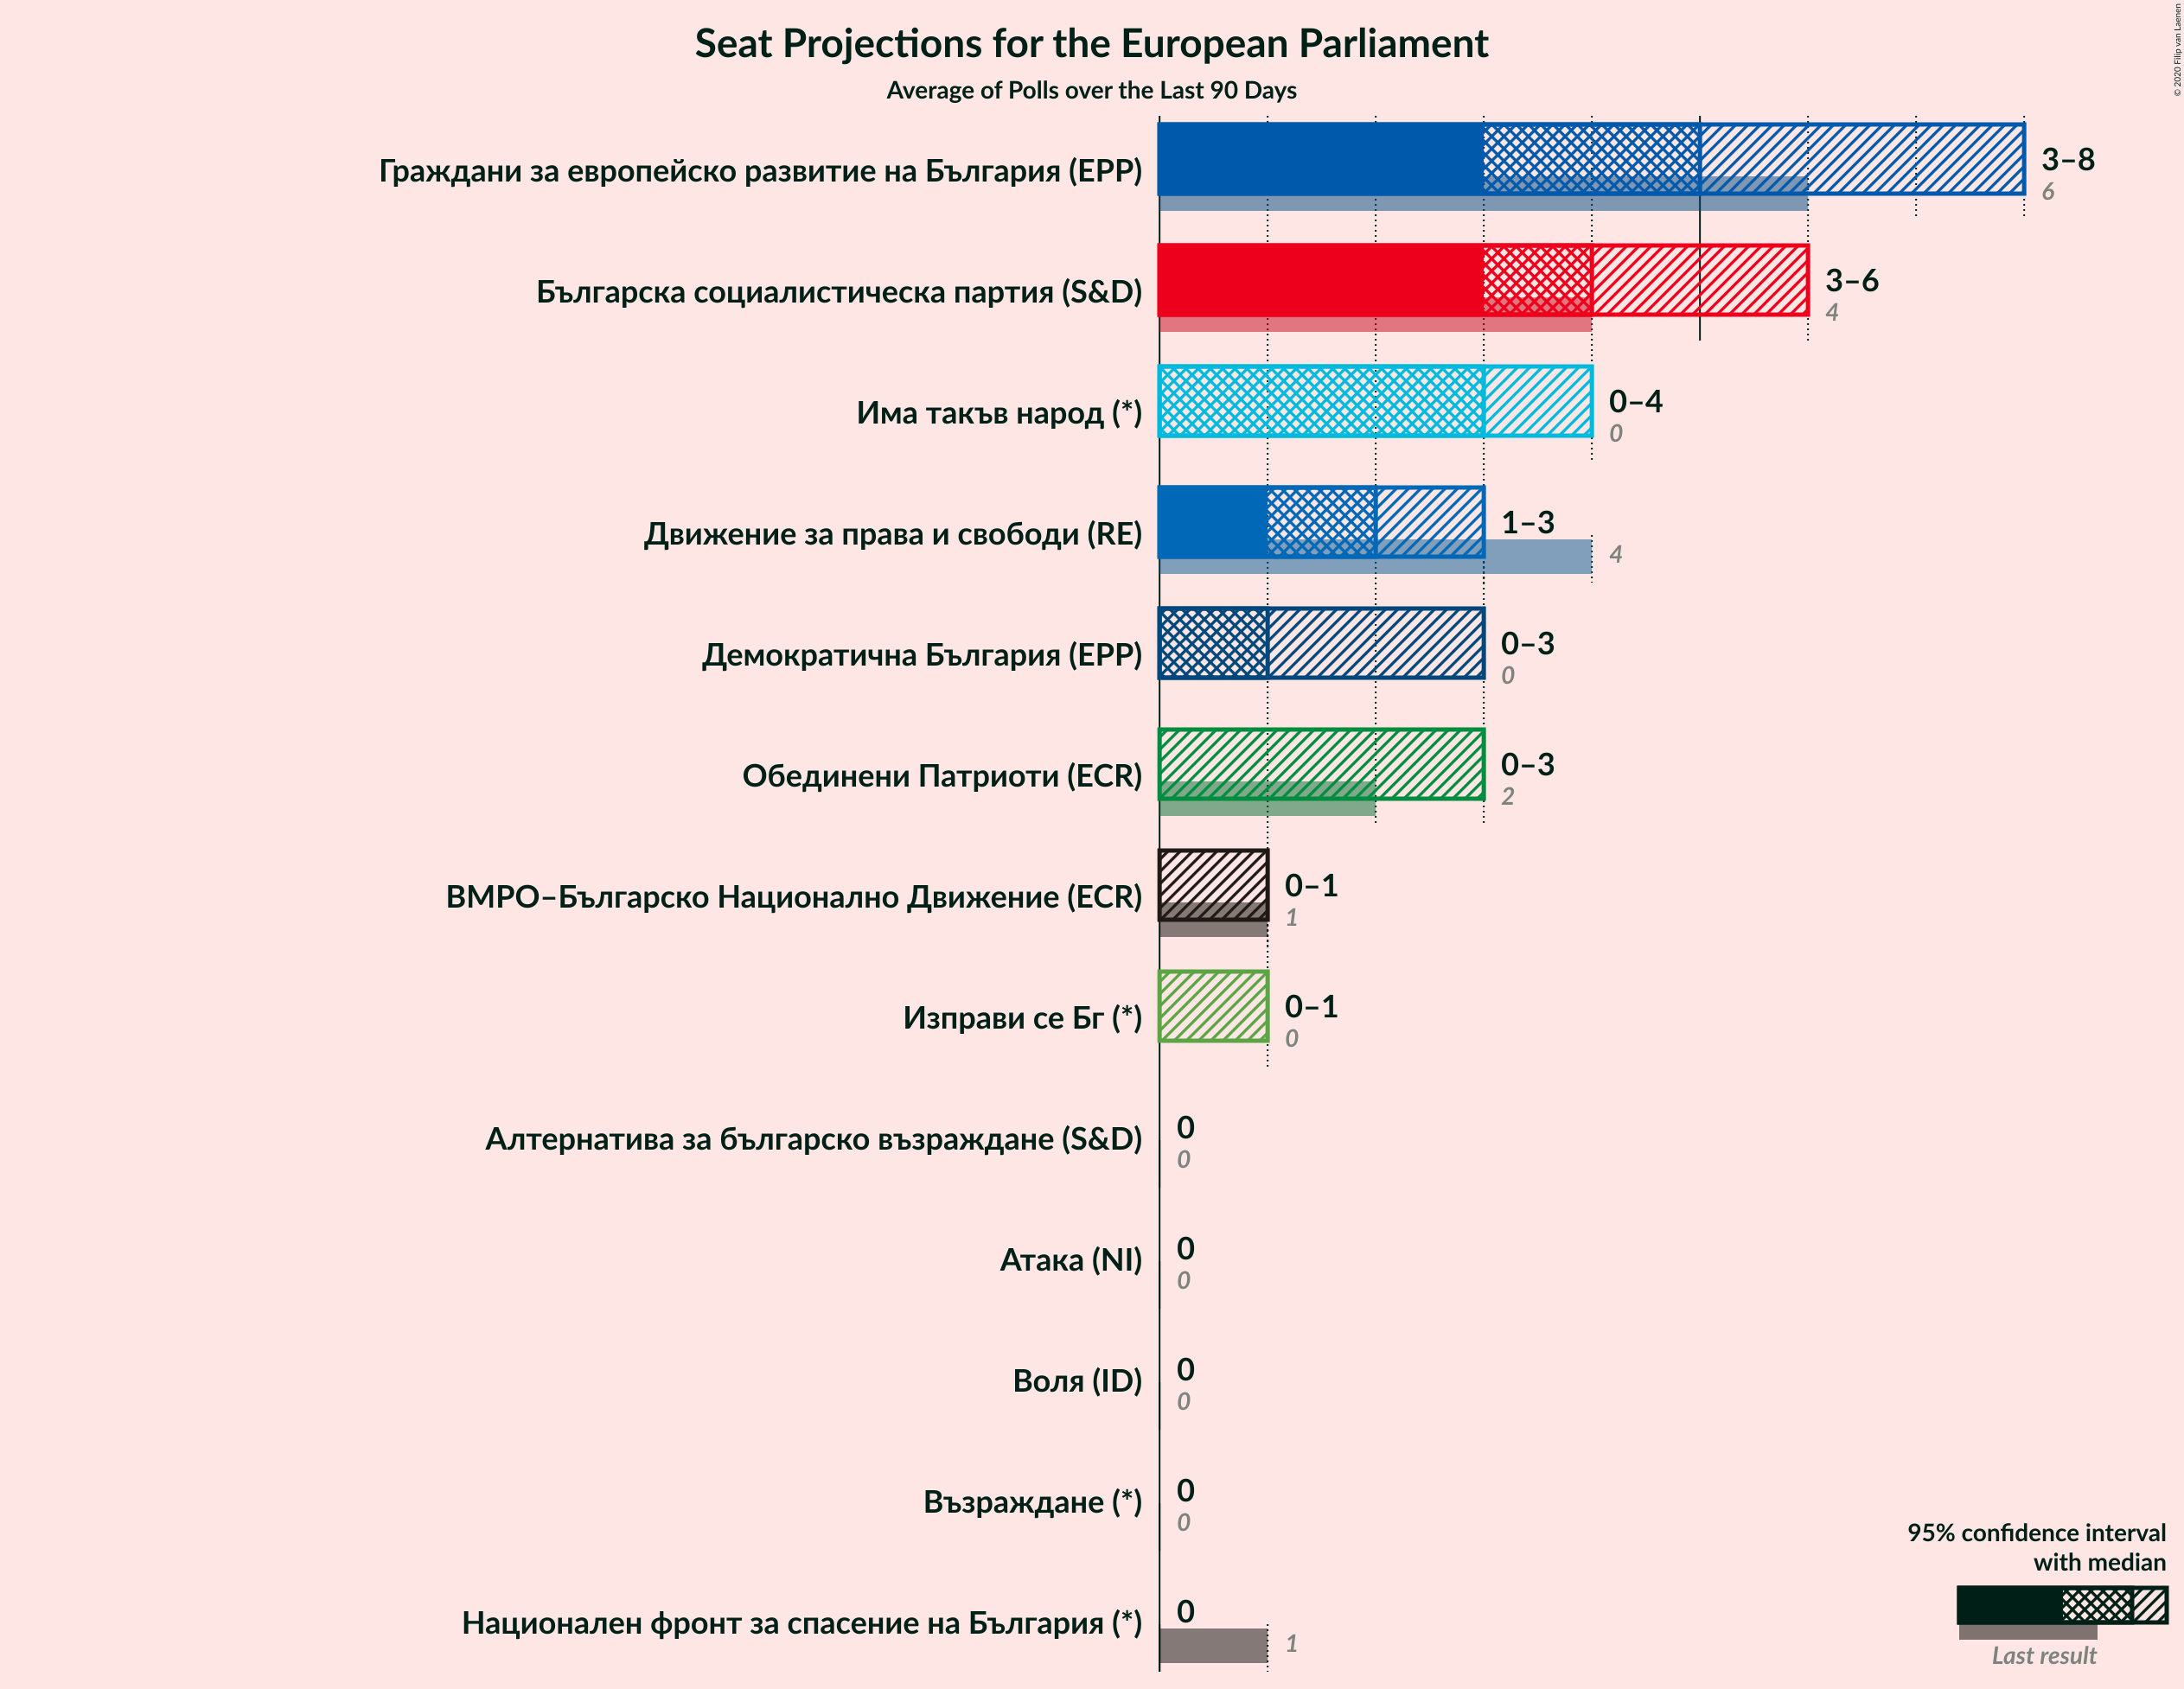 Seat Projections for the European Parliament
Average of Polls over the Last 90 Days
© 2020 Filip van Laenen
Граждани за европейско развитие на България (EPP)
3–8
6
Българска социалистическа партия (S&D)
3–6
4
Има такъв народ (*)
0–4
0
Движение за права и свободи (RE)
1–3
4
Демократична България (EPP)
0–3
0
Обединени Патриоти (ECR)
0–3
2
ВМРО–Българско Национално Движение (ECR)
0–1
1
Изправи се Бг (*)
0–1
0
Алтернатива за българско възраждане (S&D)
0
0
Атака (NI)
0
0
Воля (ID)
0
0
Възраждане (*)
0
0
Национален фронт за спасение на България (*)
0
1
95% confidence interval
with median
Last result